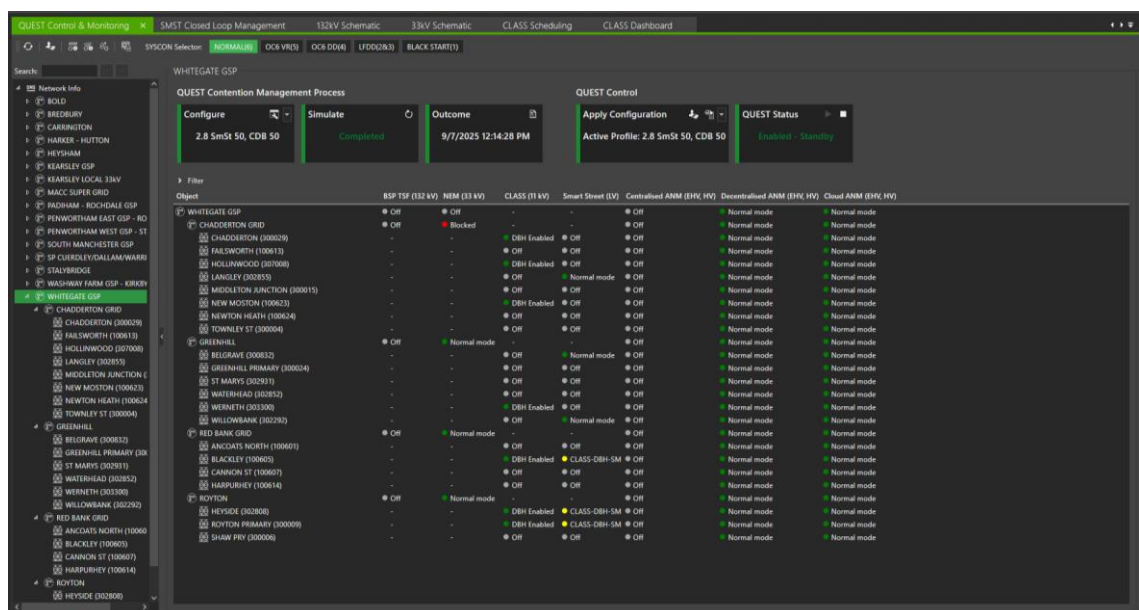 QUEST Control & Monitoring × SMST Closed Loop Management 132kV Schematic 33kV Schematic CLASS Scheduling CLASS Dashboard
SYSCON Selector: NORMAL(6) OC6 VR(5) OC6 DD(4) LFDD(2&3) BLACK START(1)
Search:
Network Info
BOLD
BREDBURY
CARRINGTON
HARKER - HUTTON
HEYSHAM
KEARSLEY GSP
KEARSLEY LOCAL 33kV
MACC SUPER GRID
PADIHAM - ROCHDALE GSP
PENWORTHAM EAST GSP - RO
PENWORTHAM WEST GSP - ST
SOUTH MANCHESTER GSP
SP CUERDLEY/DALLAM/WARRI
STALYBRIDGE
WASHWAY FARM GSP - KIRKBY
WHITEGATE GSP
CHADDERTON GRID
CHADDERTON (300029)
FAILSWORTH (100613)
HOLLINWOOD (307008)
LANGLEY (302855)
MIDDLETON JUNCTION (
NEW MOSTON (100623)
NEWTON HEATH (100624
TOWNLEY ST (300004)
GREENHILL
BELGRAVE (300832)
GREENHILL PRIMARY (300
ST MARYS (302931)
WATERHEAD (302852)
WERNETH (303300)
WILLOWBANK (302292)
RED BANK GRID
ANCOATS NORTH (10060
BLACKLEY (100605)
CANNON ST (100607)
HARPURHEY (100614)
ROYTON
HEYSIDE (302808)
WHITEGATE GSP
QUEST Contention Management Process QUEST Control
Configure Simulate Outcome Apply Configuration QUEST Status
2.8 SmSt 50, CDB 50 Completed 9/7/2025 12:14:28 PM Active Profile: 2.8 SmSt 50, CDB 50 Enabled - Standby
Filter
Object BSP TSF (132 kV) NEM (33 kV) CLASS (11 kV) Smart Street (LV) Centralised ANM (EHV, HV) Decentralised ANM (EHV, HV) Cloud ANM (EHV, HV)
WHITEGATE GSP Off Off - - Off Normal mode Normal mode
CHADDERTON GRID Off Blocked - - Off Normal mode Normal mode
CHADDERTON (300029) - - DBH Enabled Off Off Normal mode Normal mode
FAILSWORTH (100613) - - Off Off Off Normal mode Normal mode
HOLLINWOOD (307008) - - DBH Enabled Off Off Normal mode Normal mode
LANGLEY (302855) - - Off Normal mode Off Normal mode Normal mode
MIDDLETON JUNCTION (300015) - - Off Off Off Normal mode Normal mode
NEW MOSTON (100623) - - DBH Enabled Off Off Normal mode Normal mode
NEWTON HEATH (100624) - - Off Off Off Normal mode Normal mode
TOWNLEY ST (300004) - - Off Off Off Normal mode Normal mode
GREENHILL Off Normal mode - - Off Normal mode Normal mode
BELGRAVE (300832) - - Off Normal mode Off Normal mode Normal mode
GREENHILL PRIMARY (300024) - - Off Off Off Normal mode Normal mode
ST MARYS (302931) - - Off Off Off Normal mode Normal mode
WATERHEAD (302852) - - Off Off Off Normal mode Normal mode
WERNETH (303300) - - DBH Enabled Off Off Normal mode Normal mode
WILLOWBANK (302292) - - Off Normal mode Off Normal mode Normal mode
RED BANK GRID Off Normal mode - - Off Normal mode Normal mode
ANCOATS NORTH (100601) - - Off Off Off Normal mode Normal mode
BLACKLEY (100605) - - DBH Enabled CLASS-DBH-SM Off Normal mode Normal mode
CANNON ST (100607) - - Off Off Off Normal mode Normal mode
HARPURHEY (100614) - - Off Off Off Normal mode Normal mode
ROYTON Off Normal mode - - Off Normal mode Normal mode
HEYSIDE (302808) - - DBH Enabled CLASS-DBH-SM Off Normal mode Normal mode
ROYTON PRIMARY (300009) - - DBH Enabled CLASS-DBH-SM Off Normal mode Normal mode
SHAW PRY (300006) - - Off Off Off Normal mode Normal mode